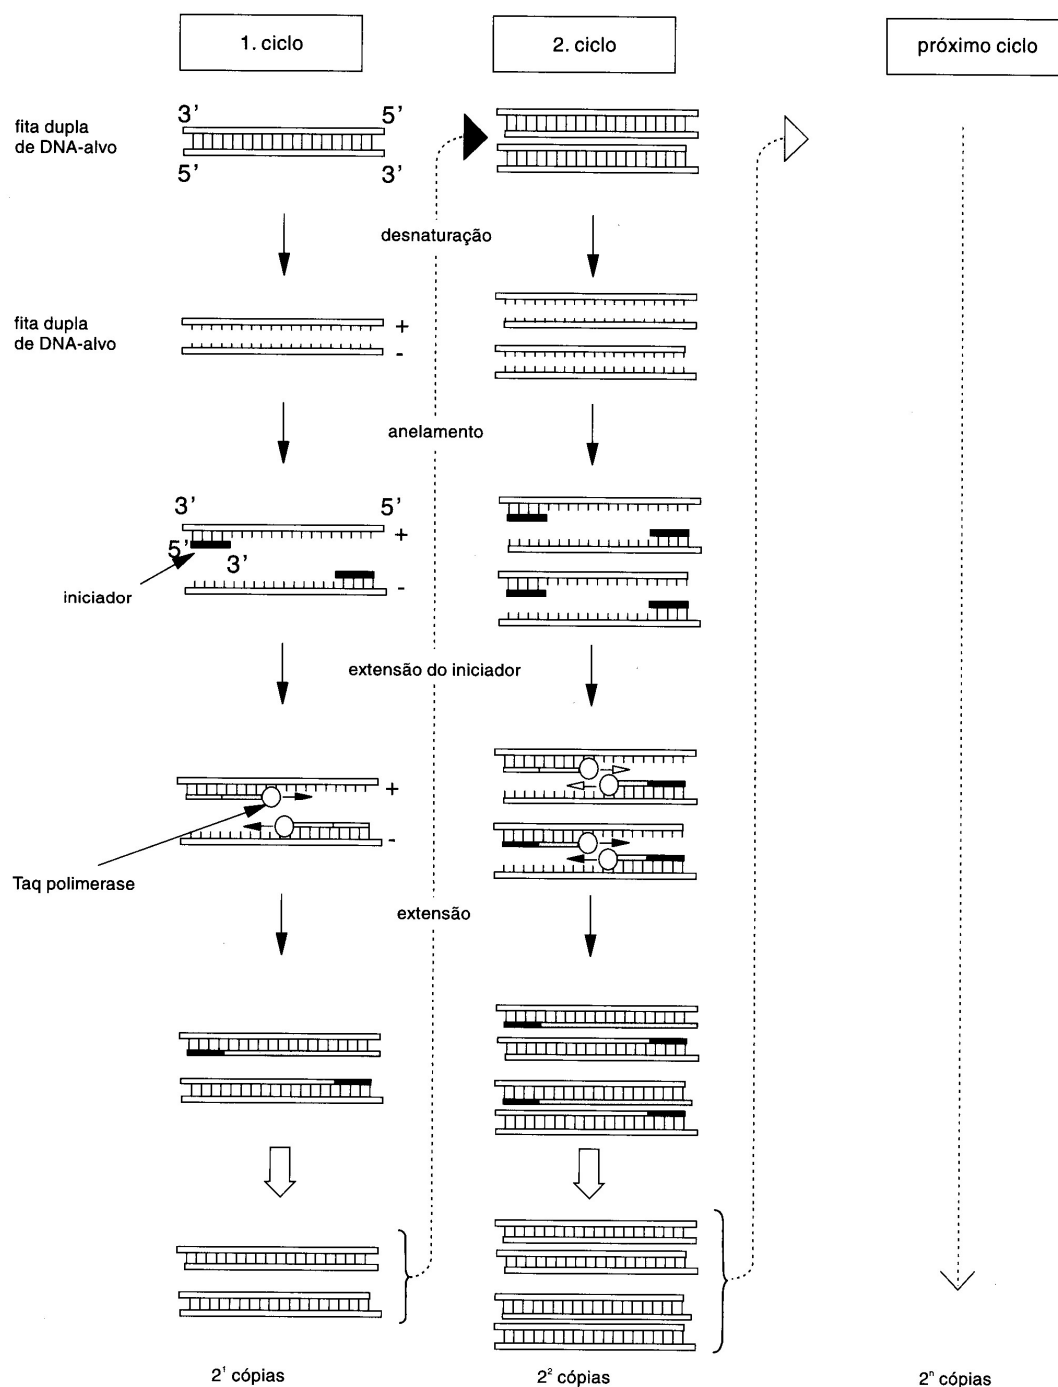 1. ciclo
2. ciclo
próximo ciclo
3’
5’
fita dupla
de DNA-alvo
5’
3’
desnaturação
fita dupla
de DNA-alvo
+
-
anelamento
3’
5’
+
5’
3’
iniciador
-
extensão do iniciador
+
-
Taq polimerase
extensão
2¹ cópias
2² cópias
2ⁿ cópias